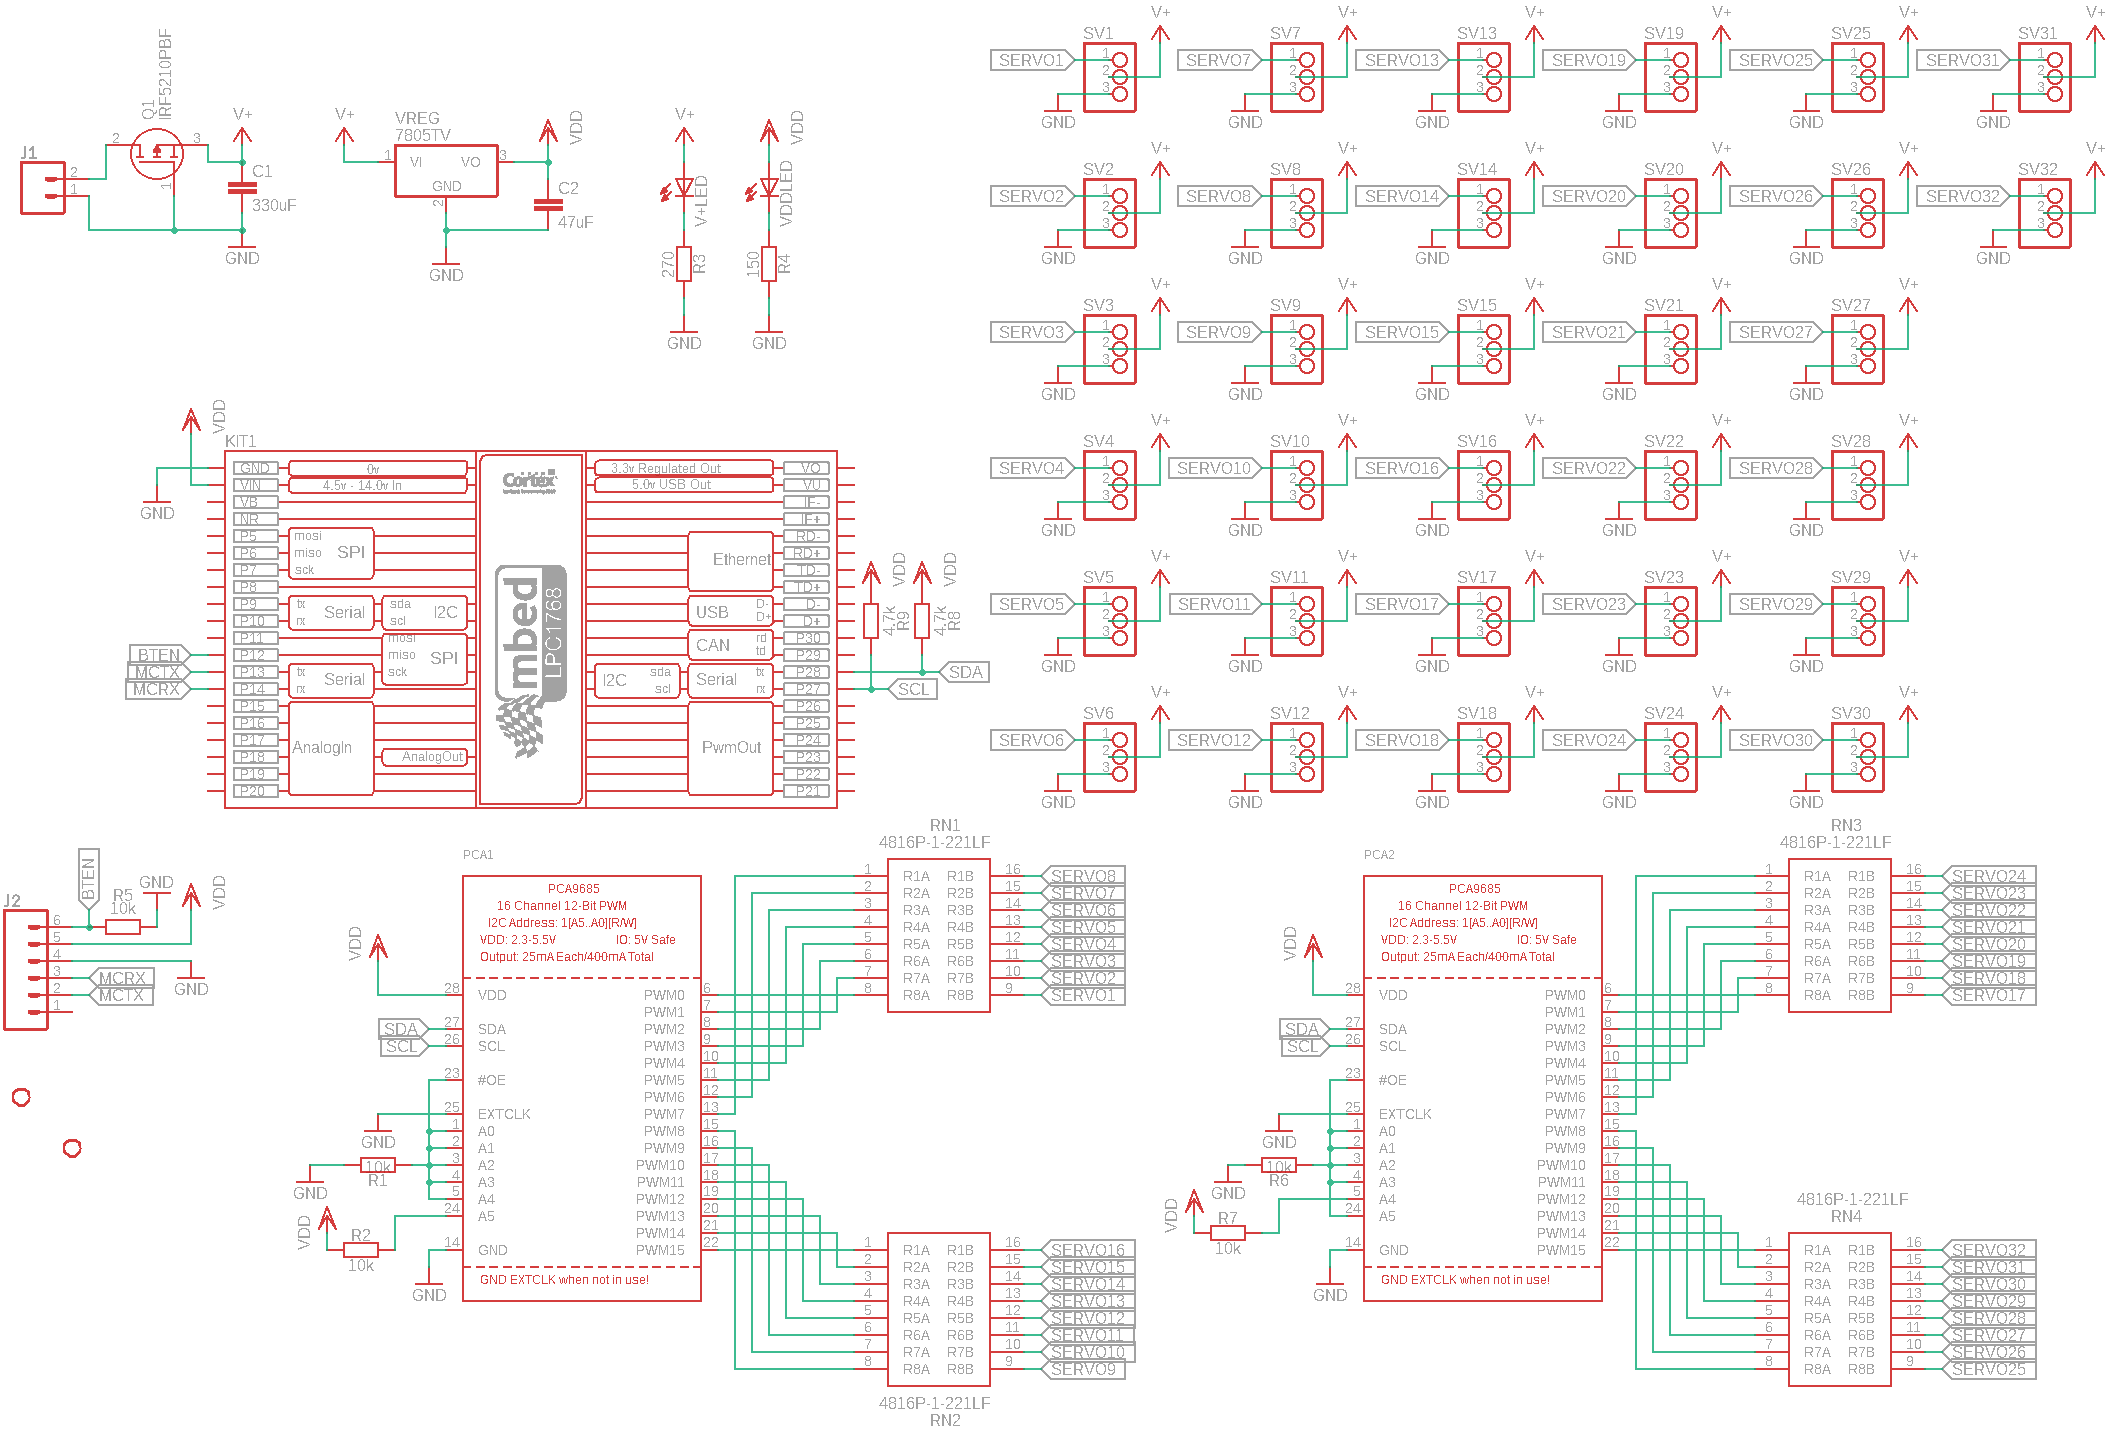 J1
2
1
Q1
IRF5210PBF
2
3
1
V+
C1
330uF
GND
V+
VREG
7805TV
1
VI
VO
3
GND
2
GND
VDD
C2
47uF
V+
V+LED
270
R3
GND
VDD
VDDLED
150
R4
GND
SERVO1
SV1
1
2
3
V+
GND
SERVO7
SV7
1
2
3
V+
GND
SERVO13
SV13
1
2
3
V+
GND
SERVO19
SV19
1
2
3
V+
GND
SERVO25
SV25
1
2
3
V+
GND
SERVO31
SV31
1
2
3
V+
GND
SERVO2
SV2
1
2
3
V+
GND
SERVO8
SV8
1
2
3
V+
GND
SERVO14
SV14
1
2
3
V+
GND
SERVO20
SV20
1
2
3
V+
GND
SERVO26
SV26
1
2
3
V+
GND
SERVO32
SV32
1
2
3
V+
GND
SERVO3
SV3
1
2
3
V+
GND
SERVO9
SV9
1
2
3
V+
GND
SERVO15
SV15
1
2
3
V+
GND
SERVO21
SV21
1
2
3
V+
GND
SERVO27
SV27
1
2
3
V+
GND
SERVO4
SV4
1
2
3
V+
GND
SERVO10
SV10
1
2
3
V+
GND
SERVO16
SV16
1
2
3
V+
GND
SERVO22
SV22
1
2
3
V+
GND
SERVO28
SV28
1
2
3
V+
GND
SERVO5
SV5
1
2
3
V+
GND
SERVO11
SV11
1
2
3
V+
GND
SERVO17
SV17
1
2
3
V+
GND
SERVO23
SV23
1
2
3
V+
GND
SERVO29
SV29
1
2
3
V+
GND
SERVO6
SV6
1
2
3
V+
GND
SERVO12
SV12
1
2
3
V+
GND
SERVO18
SV18
1
2
3
V+
GND
SERVO24
SV24
1
2
3
V+
GND
SERVO30
SV30
1
2
3
V+
GND
VDD
KIT1
GND
GND 0v
VIN 4.5v - 14.0v In
VB
NR
P5 mosi
P6 miso SPI
P7 sck
P8
P9 tx Serial sda I2C
P10 rx scl
P11 mosi
BTEN P12 miso SPI
MCTX P13 tx Serial sck
MCRX P14 rx
P15
P16
P17 AnalogIn
P18 AnalogOut
P19
P20
Cortex
mbed
LPC1768
3.3v Regulated Out VO
5.0v USB Out VU
IF-
IF+
RD-
Ethernet RD+
TD-
TD+
USB D- D-
D+ D+
CAN rd P30
td P29
I2C sda Serial tx P28
scl rx P27
P26
P25
PwmOut P24
P23
P22
P21
VDD
4.7k
R9
VDD
4.7k
R8
SDA
SCL
J2
6
5
4
3
2
1
BTEN
R5
10k
GND
VDD
GND
MCRX
MCTX
PCA1
PCA9685
16 Channel 12-Bit PWM
I2C Address: 1[A5..A0][R/W]
VDD: 2.3-5.5V IO: 5V Safe
Output: 25mA Each/400mA Total
VDD
28 VDD PWM0 6
PWM1 7
SDA 27 SDA PWM2 8
SCL 26 SCL PWM3 9
PWM4 10
23 #OE PWM5 11
PWM6 12
25 EXTCLK PWM7 13
GND
1 A0 PWM8 15
2 A1 PWM9 16
3 A2 PWM10 17
4 A3 PWM11 18
5 A4 PWM12 19
24 A5 PWM13 20
PWM14 21
14 GND PWM15 22
GND EXTCLK when not in use!
10k
R1
GND
VDD
R2
10k
GND
RN1
4816P-1-221LF
1 R1A R1B 16 SERVO8
2 R2A R2B 15 SERVO7
3 R3A R3B 14 SERVO6
4 R4A R4B 13 SERVO5
5 R5A R5B 12 SERVO4
6 R6A R6B 11 SERVO3
7 R7A R7B 10 SERVO2
8 R8A R8B 9 SERVO1
1 R1A R1B 16 SERVO16
2 R2A R2B 15 SERVO15
3 R3A R3B 14 SERVO14
4 R4A R4B 13 SERVO13
5 R5A R5B 12 SERVO12
6 R6A R6B 11 SERVO11
7 R7A R7B 10 SERVO10
8 R8A R8B 9 SERVO9
4816P-1-221LF
RN2
PCA2
PCA9685
16 Channel 12-Bit PWM
I2C Address: 1[A5..A0][R/W]
VDD: 2.3-5.5V IO: 5V Safe
Output: 25mA Each/400mA Total
VDD
28 VDD PWM0 6
PWM1 7
SDA 27 SDA PWM2 8
SCL 26 SCL PWM3 9
PWM4 10
23 #OE PWM5 11
PWM6 12
25 EXTCLK PWM7 13
GND
1 A0 PWM8 15
2 A1 PWM9 16
3 A2 PWM10 17
4 A3 PWM11 18
5 A4 PWM12 19
24 A5 PWM13 20
PWM14 21
14 GND PWM15 22
GND EXTCLK when not in use!
10k
R6
GND
VDD
R7
10k
GND
RN3
4816P-1-221LF
1 R1A R1B 16 SERVO24
2 R2A R2B 15 SERVO23
3 R3A R3B 14 SERVO22
4 R4A R4B 13 SERVO21
5 R5A R5B 12 SERVO20
6 R6A R6B 11 SERVO19
7 R7A R7B 10 SERVO18
8 R8A R8B 9 SERVO17
4816P-1-221LF
RN4
1 R1A R1B 16 SERVO32
2 R2A R2B 15 SERVO31
3 R3A R3B 14 SERVO30
4 R4A R4B 13 SERVO29
5 R5A R5B 12 SERVO28
6 R6A R6B 11 SERVO27
7 R7A R7B 10 SERVO26
8 R8A R8B 9 SERVO25